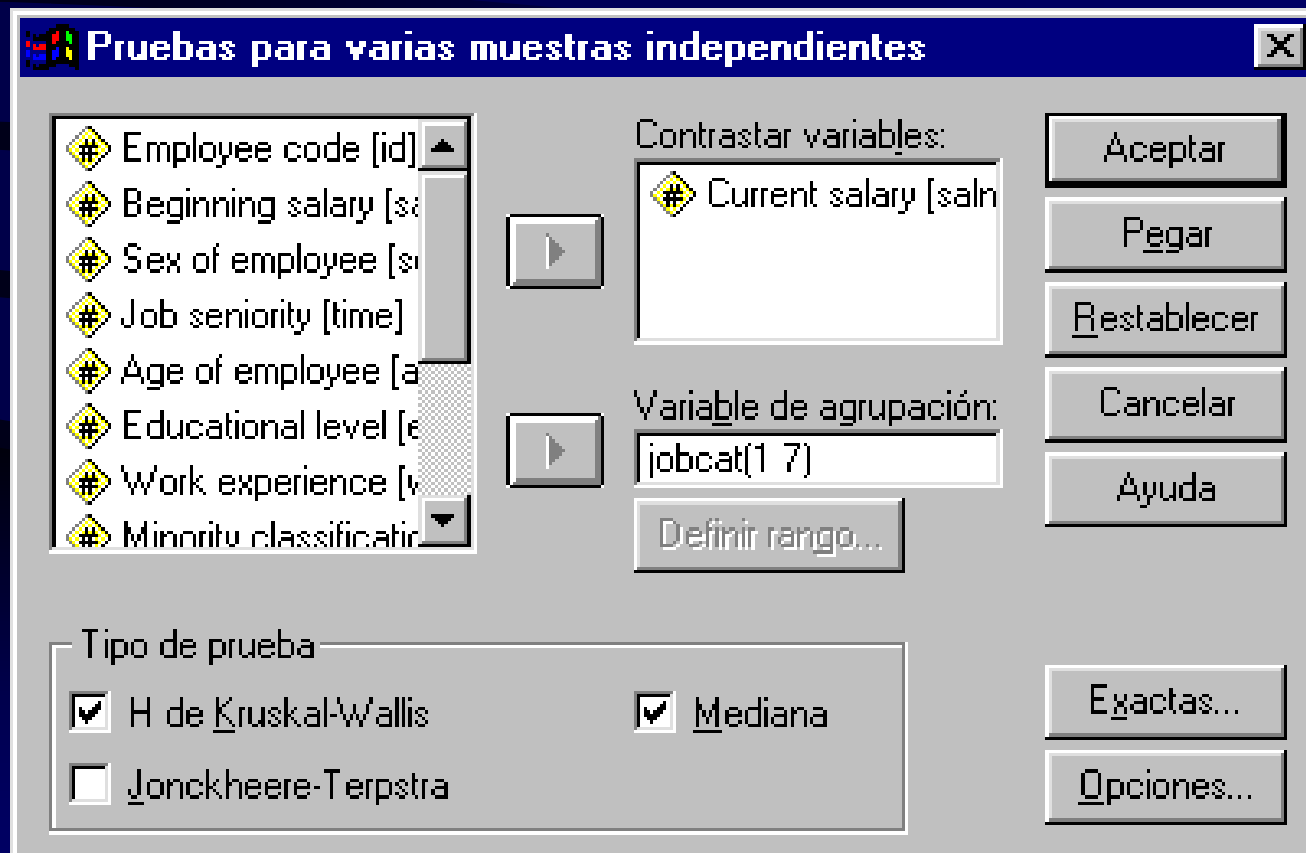 Pruebas para varias muestras independientes
Employee code [id]
Beginning salary [sa
Sex of employee [s
Job seniority [time]
Age of employee [a
Educational level [e
Work experience [w
Minority classificatio
Contrastar variables:
Current salary [saln
Variable de agrupación:
jobcat(1 7)
Definir rango...
Aceptar
Pegar
Restablecer
Cancelar
Ayuda
Tipo de prueba
H de Kruskal-Wallis
Mediana
Jonckheere-Terpstra
Exactas...
Opciones...